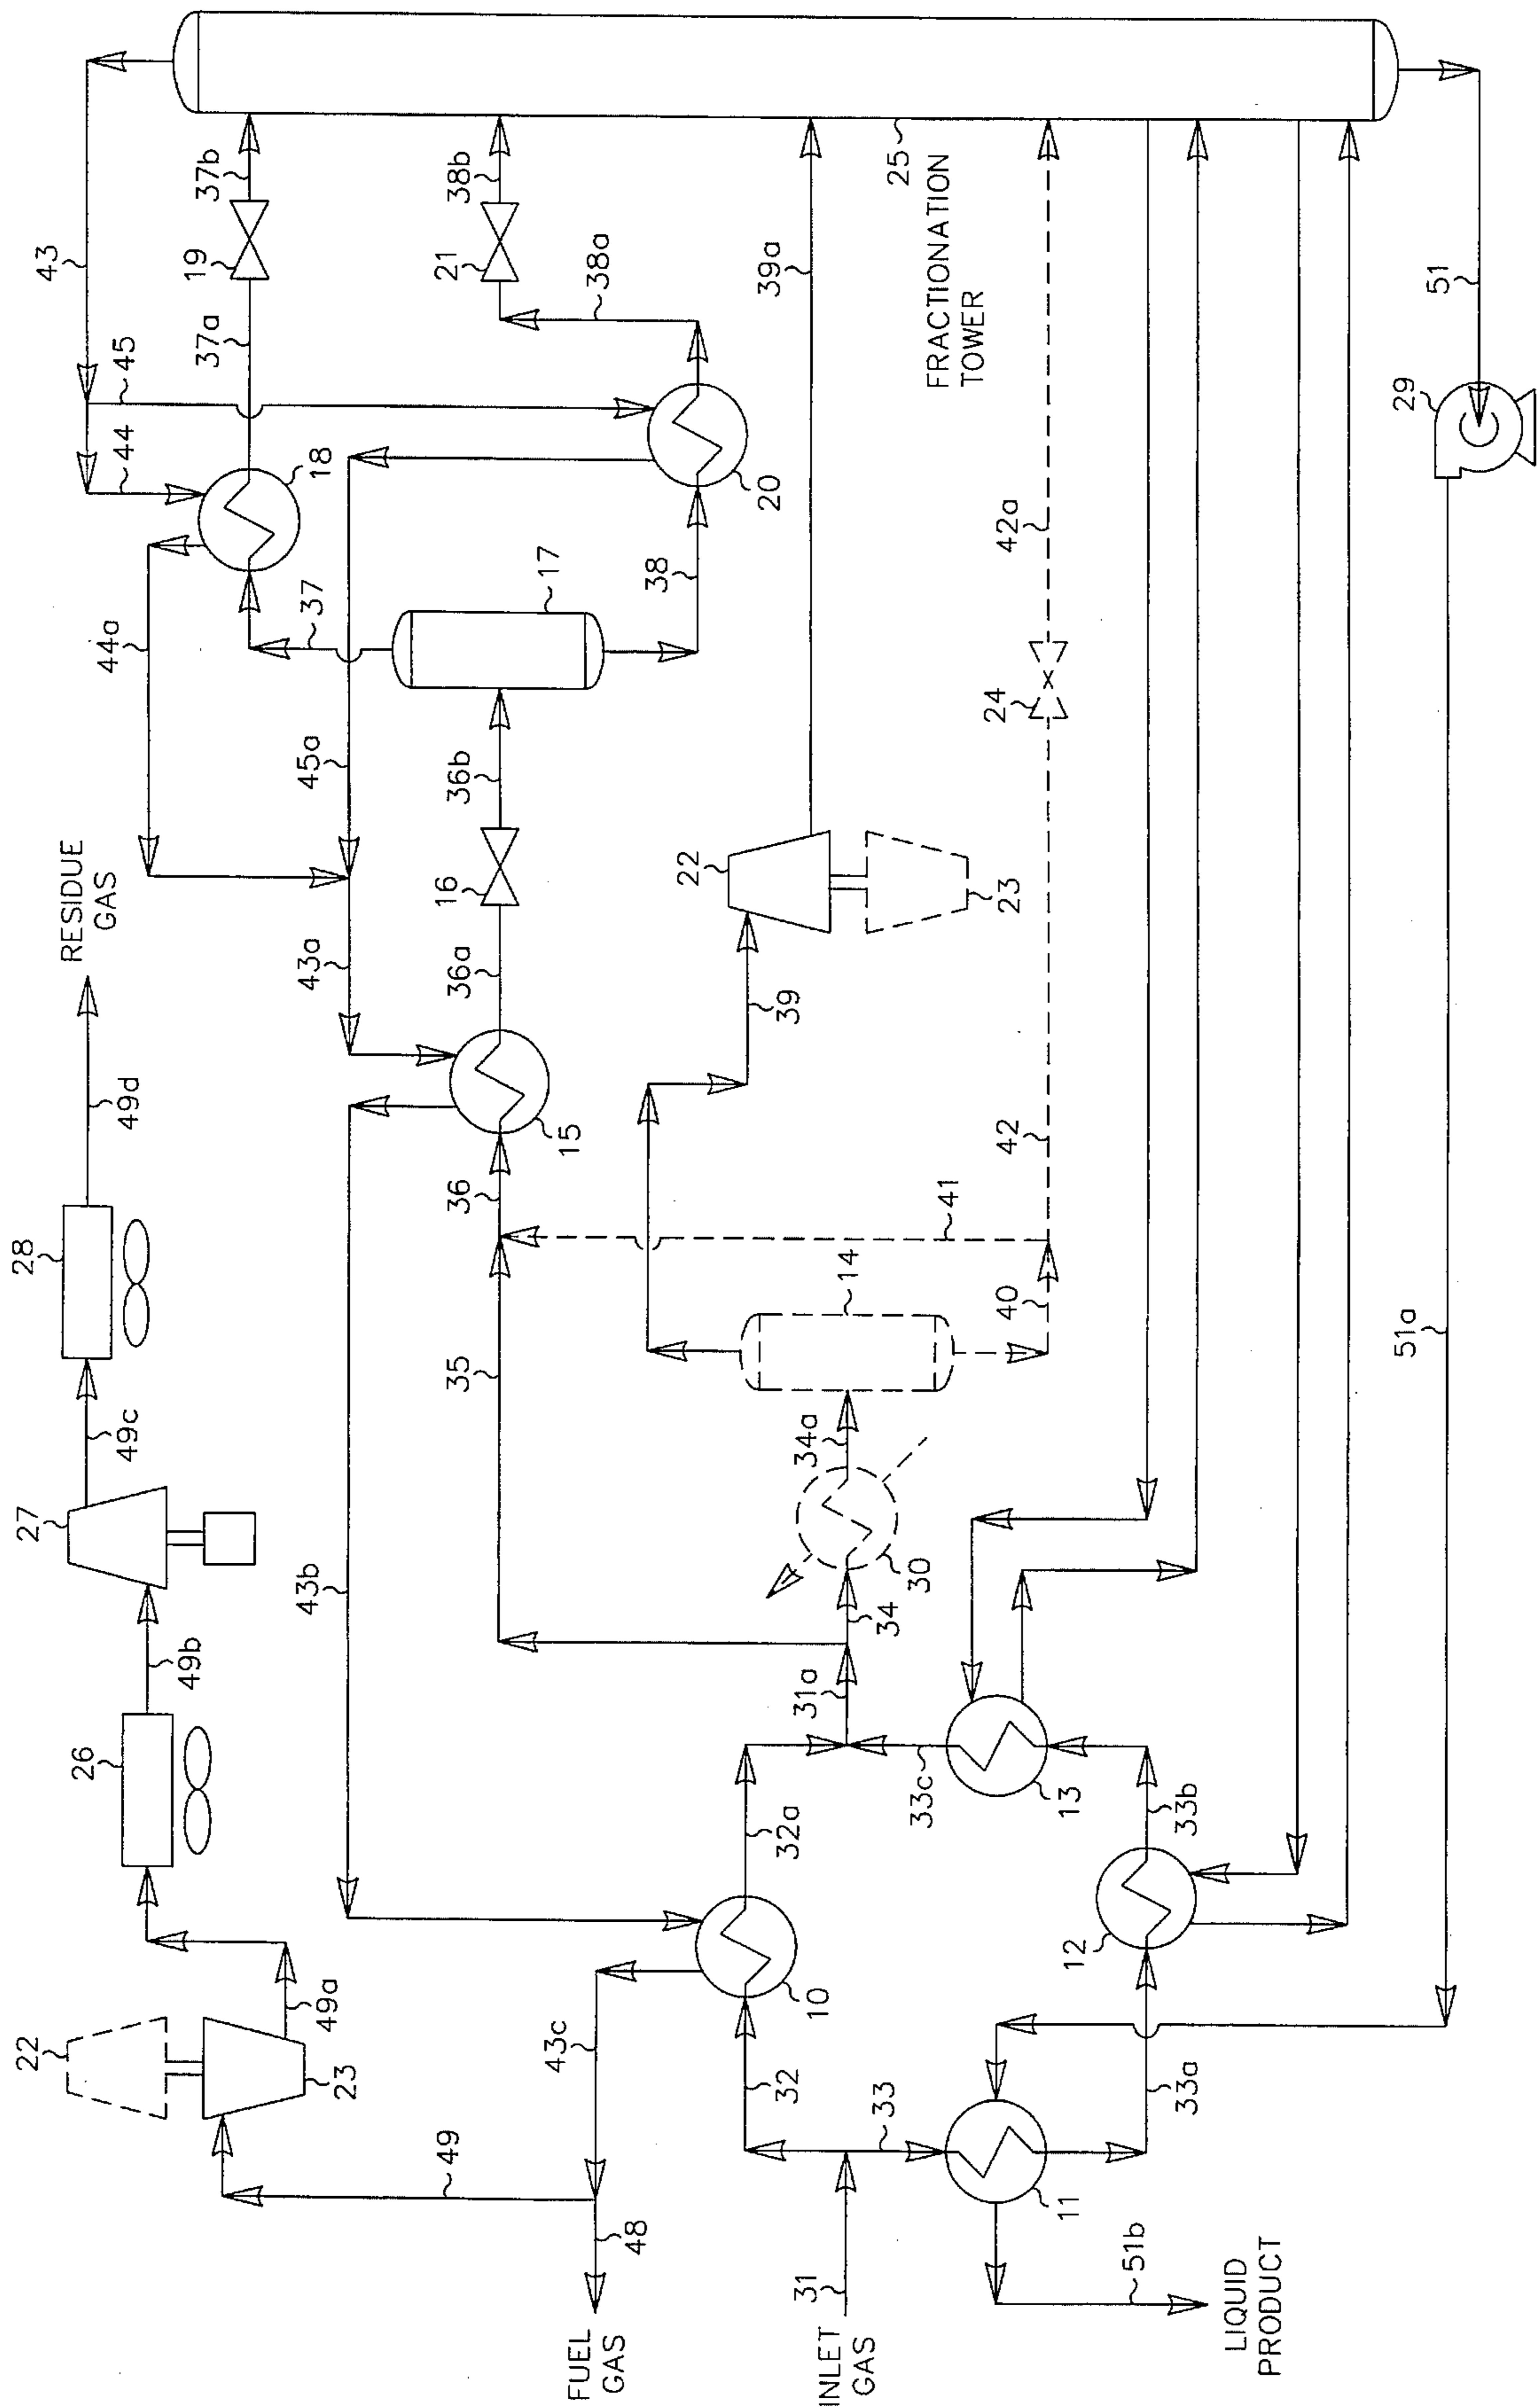 22
23
49a
49
26
49b
27
49c
28
49d
RESIDUE
GAS
44a
44
43
45
18
37a
19
37b
43c
48
FUEL
GAS
43b
43a
45a
37
35
36
15
36a
16
36b
17
38
20
38a
21
38b
31
INLET
GAS
32
10
32a
33
11
33a
12
33b
13
33c
31a
34
30
34a
14
39
22
23
39a
25
FRACTIONATION
TOWER
40
41
42
24
42a
51b
LIQUID
PRODUCT
51a
29
51